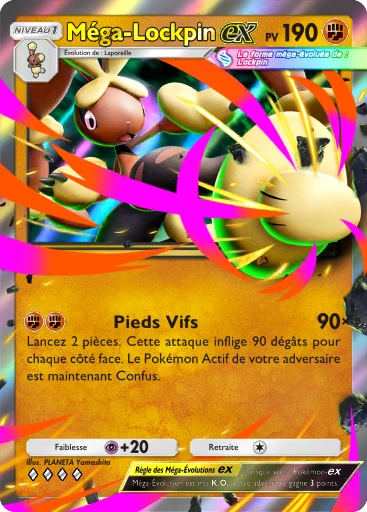 NIVEAU 1
Méga-Lockpin ex PV 190
Évolution de : Laporeille
La forme méga-évoluée de : Lockpin
Pieds Vifs 90×
Lancez 2 pièces. Cette attaque inflige 90 dégâts pour
chaque côté face. Le Pokémon Actif de votre adversaire
est maintenant Confus.
Faiblesse +20 Retraite
Illus. PLANETA Yamashita
Règle des Méga-Évolutions ex Lorsque votre Pokémon-ex
Méga-Évolution est mis K.O., votre adversaire gagne 3 points.